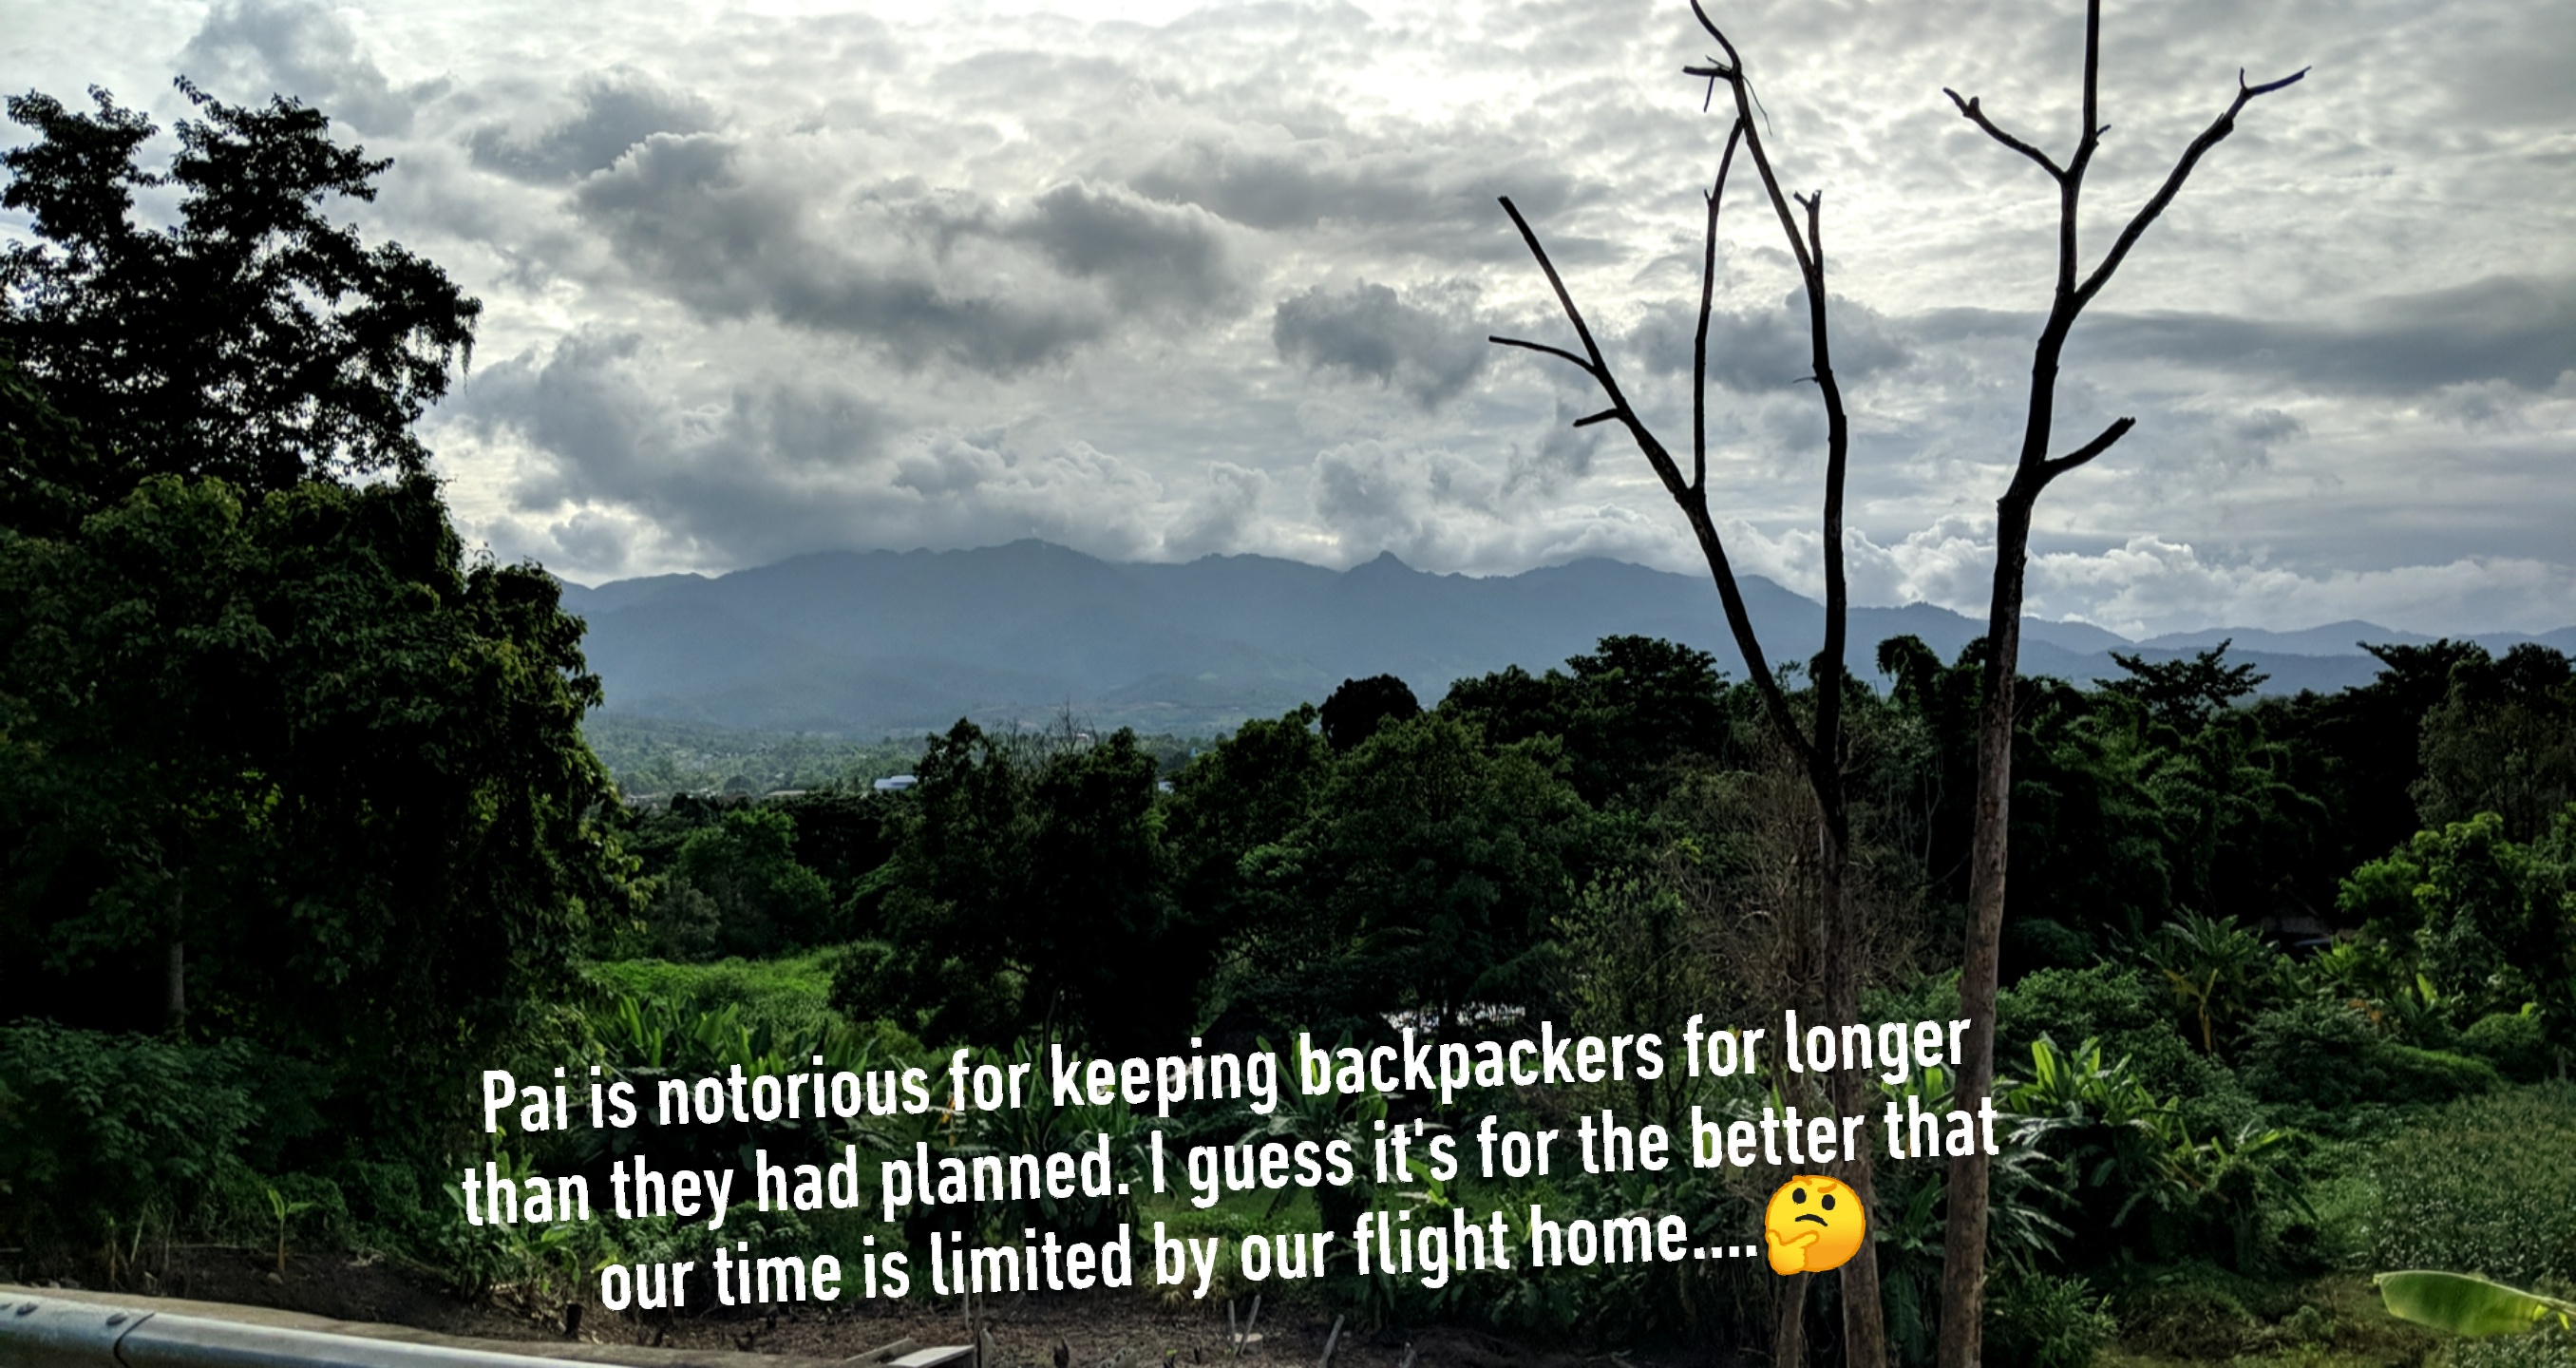 Pai is notorious for keeping backpackers for longer
than they had planned. I guess it's for the better that
our time is limited by our flight home....🤔